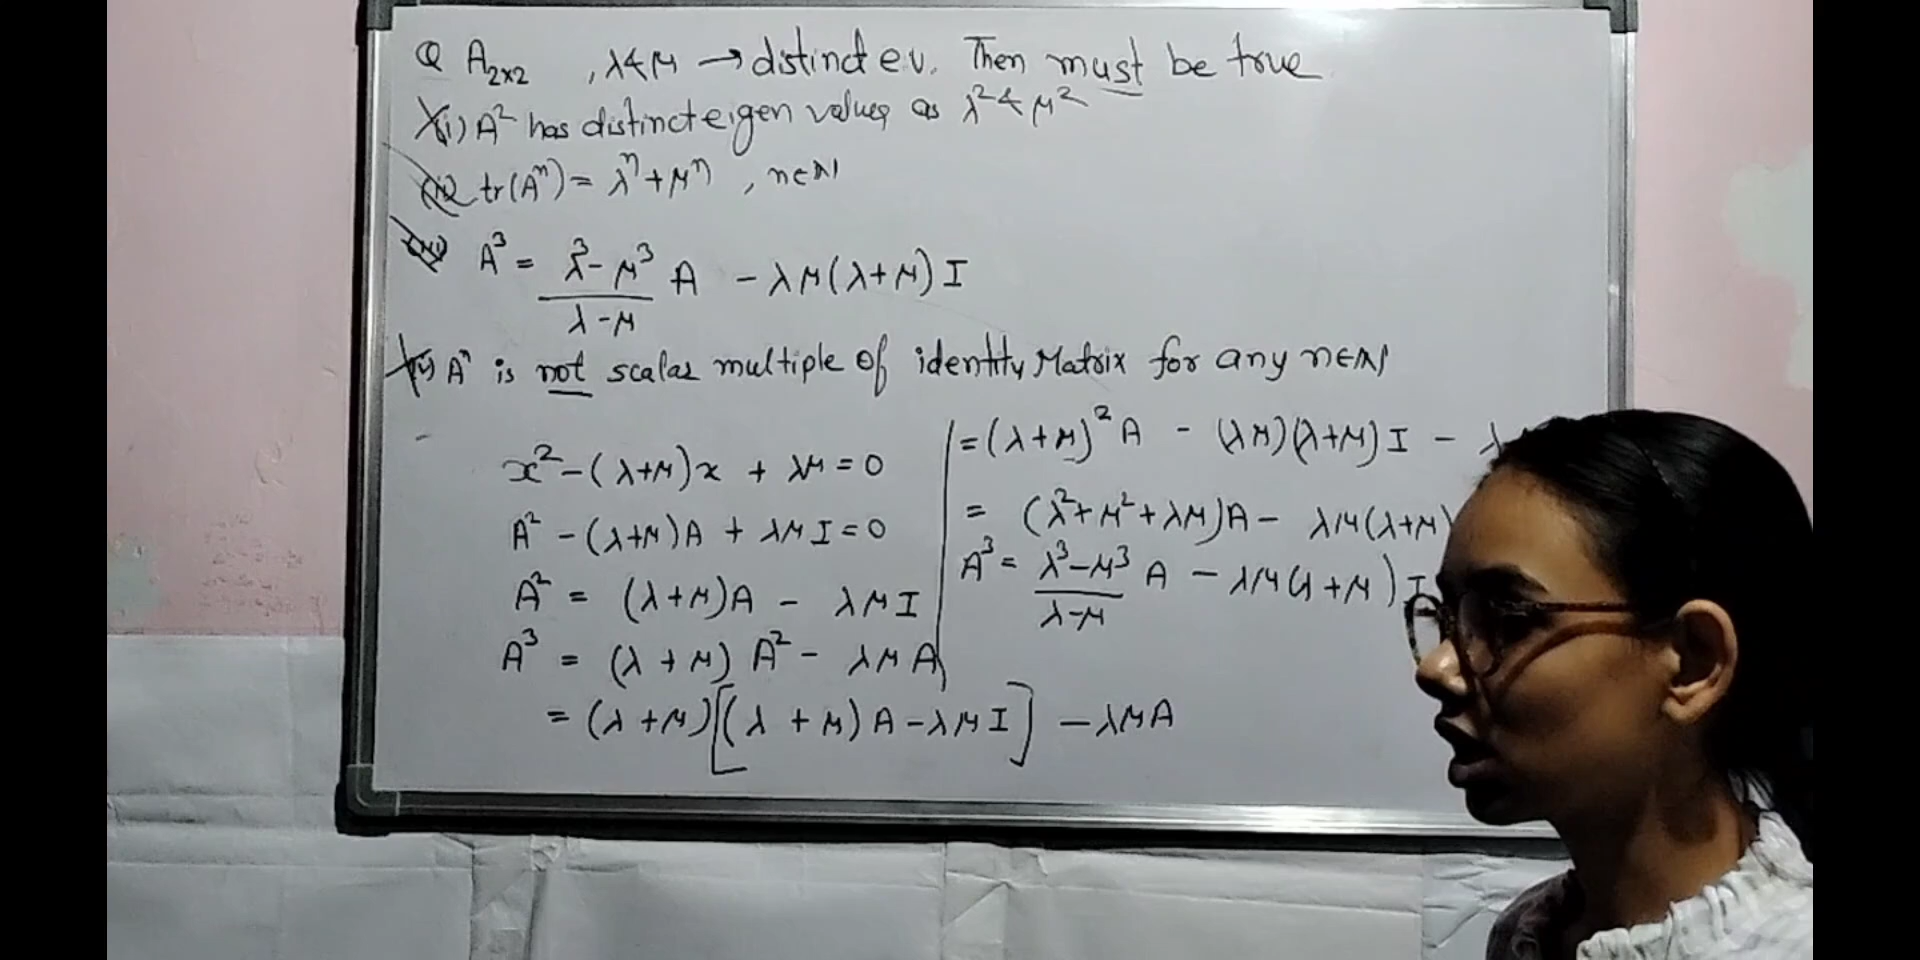 Q A₂ₓ₂ , λ & μ → distinct ev. Then must be true
(i) A² has distinct eigen values as λ² & μ²
(ii) tr(Aⁿ) = λⁿ + μⁿ , n∈N
(iii) A³ = (λ³ - μ³)/(λ - μ) A - λμ(λ+μ) I
(iv) Aⁿ is not scalar multiple of identity Matrix for any n∈N
x² - (λ+μ)x + λμ = 0
A² - (λ+μ)A + λμ I = 0
A² = (λ+μ)A - λμ I
A³ = (λ + μ) A² - λμ A
= (λ + μ) [(λ + μ) A - λμ I] - λμ A
= (λ+μ)² A - (λμ)(λ+μ) I - λ
= (λ² + μ² + λμ)A - λμ(λ+μ)
A³ = (λ³ - μ³)/(λ-μ) A - λμ(λ + μ) I